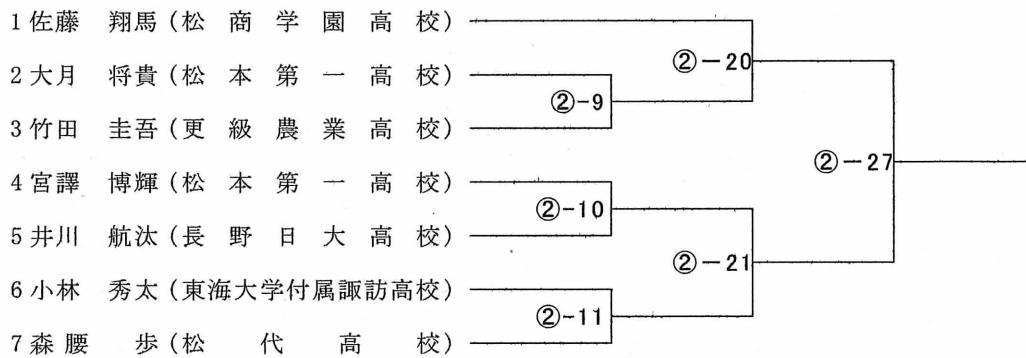 1 佐藤 翔馬 (松商学園高校)
②-20
2 大月 将貴 (松本第一高校)
②-9
3 竹田 圭吾 (更級農業高校)
②-27
4 宮譯 博輝 (松本第一高校)
②-10
5 井川 航汰 (長野日大高校)
②-21
6 小林 秀太 (東海大学付属諏訪高校)
②-11
7 森腰 歩 (松代高校)